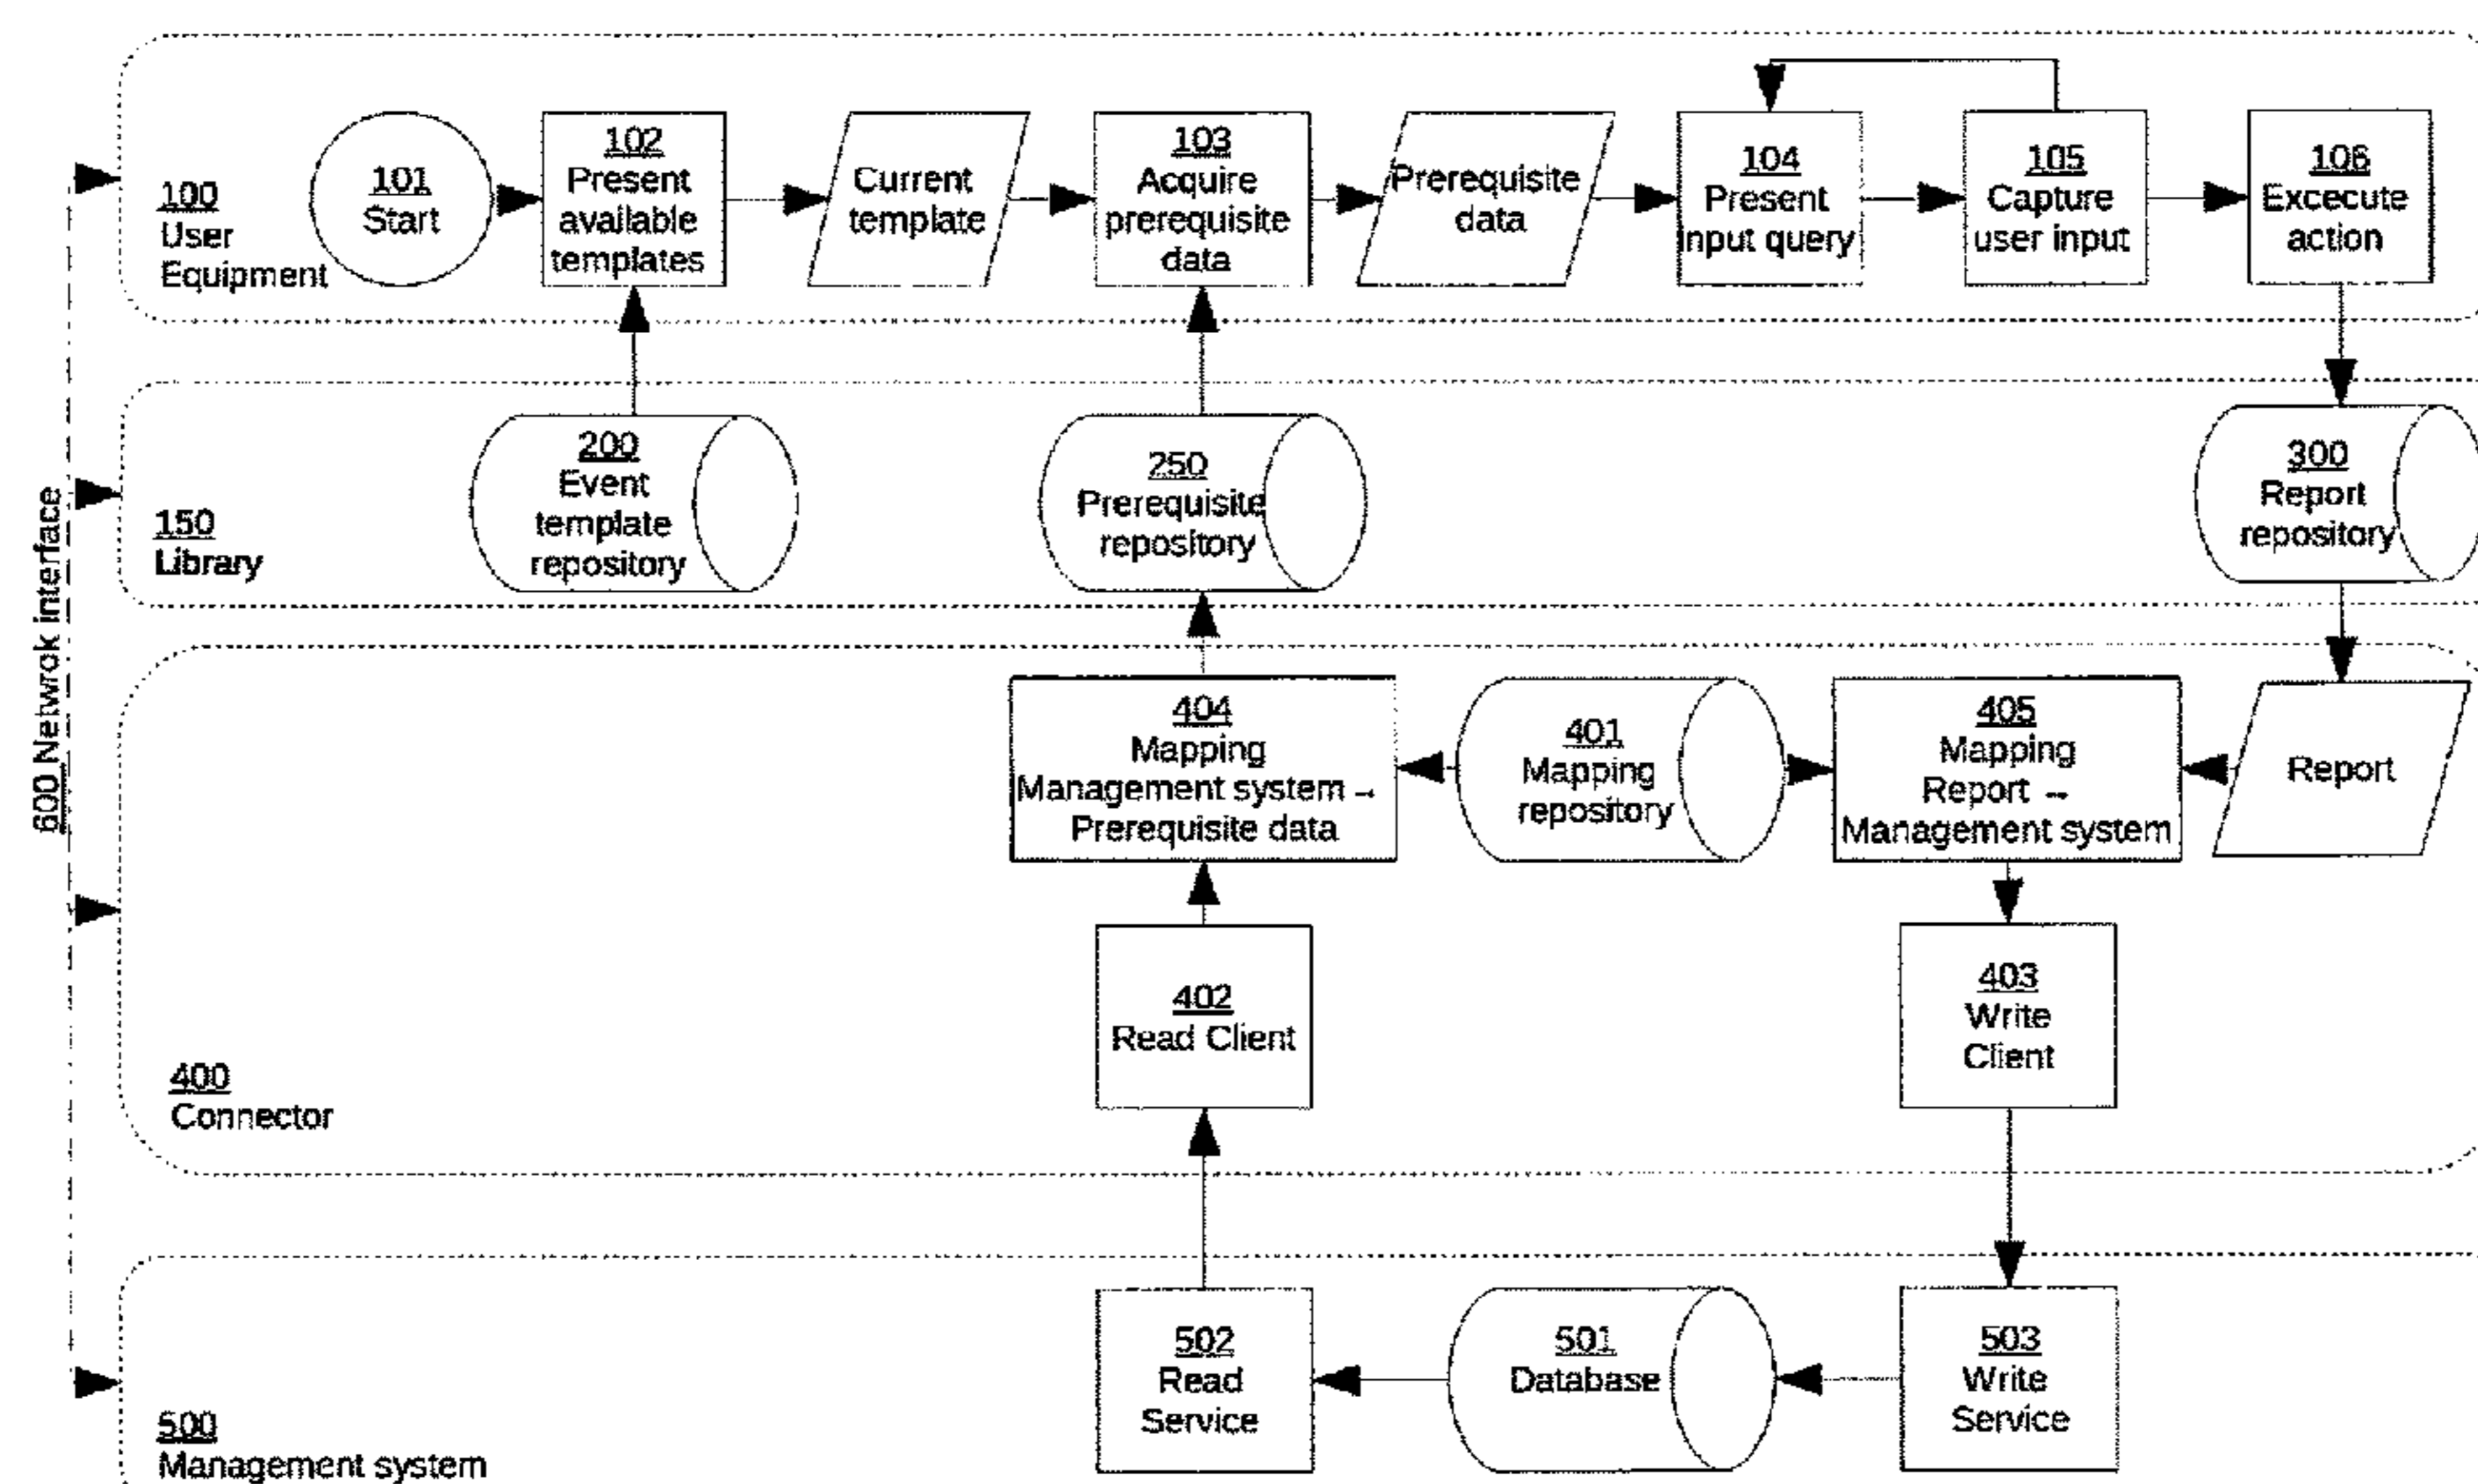 100
User
Equipment
101
Start
102
Present
available
templates
Current
template
103
Acquire
prerequisite
data
Prerequisite
data
104
Present
input query
105
Capture
user input
106
Excecute
action
150
Library
200
Event
template
repository
250
Prerequisite
repository
300
Report
repository
600 Netwrok interface
400
Connector
404
Mapping
Management system →
Prerequisite data
401
Mapping
repository
405
Mapping
Report →
Management system
Report
402
Read Client
403
Write
Client
500
Management system
502
Read
Service
501
Database
503
Write
Service